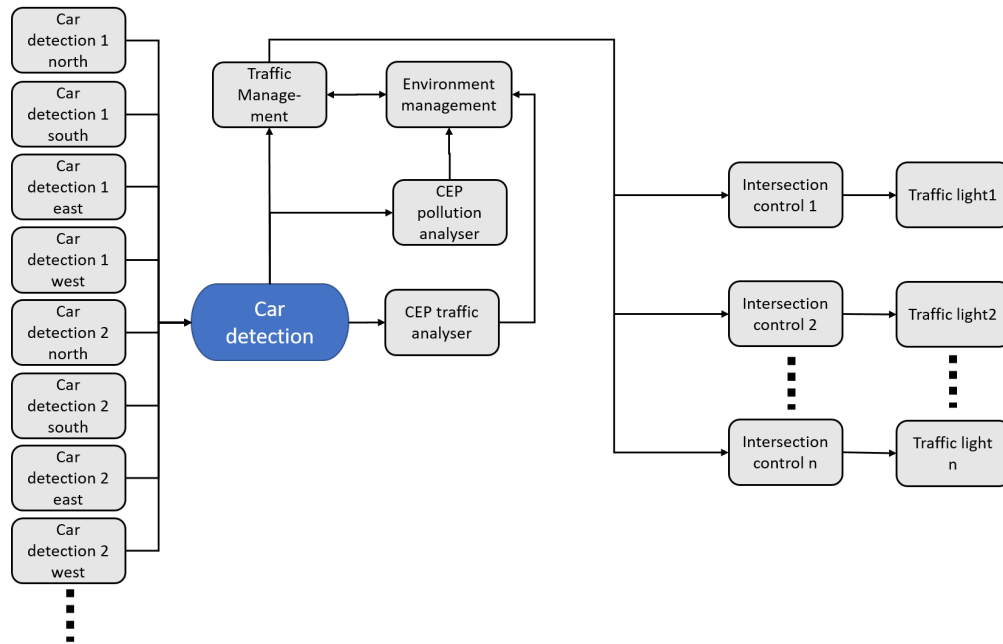 Car
detection 1
north
Car
detection 1
south
Car
detection 1
east
Car
detection 1
west
Car
detection 2
north
Car
detection 2
south
Car
detection 2
east
Car
detection 2
west
Traffic
Manage-
ment
Environment
management
CEP
pollution
analyser
Car
detection
CEP traffic
analyser
Intersection
control 1
Traffic light1
Intersection
control 2
Traffic light2
Intersection
control n
Traffic light
n